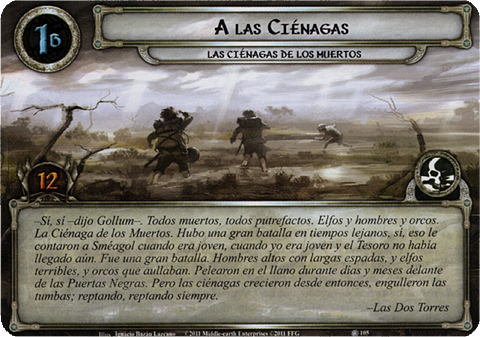 1B
A las Ciénagas
Las Ciénagas de los Muertos
12
–Sí, sí –dijo Gollum–. Todos muertos, todos putrefactos. Elfos y hombres y orcos.
La Ciénaga de los Muertos. Hubo una gran batalla en tiempos lejanos, sí, eso le
contaron a Sméagol cuando era joven, cuando yo era joven y el Tesoro no había
llegado aún. Fue una gran batalla. Hombres altos con largas espadas, y elfos
terribles, y orcos que aullaban. Pelearon en el llano durante días y meses delante
de las Puertas Negras. Pero las ciénagas crecieron desde entonces, engulleron las
tumbas; reptando, reptando siempre.
–Las Dos Torres
Illus. Ignacio Bazán Lazcano ©2011 Middle-earth Enterprises ©2011 FFG 105